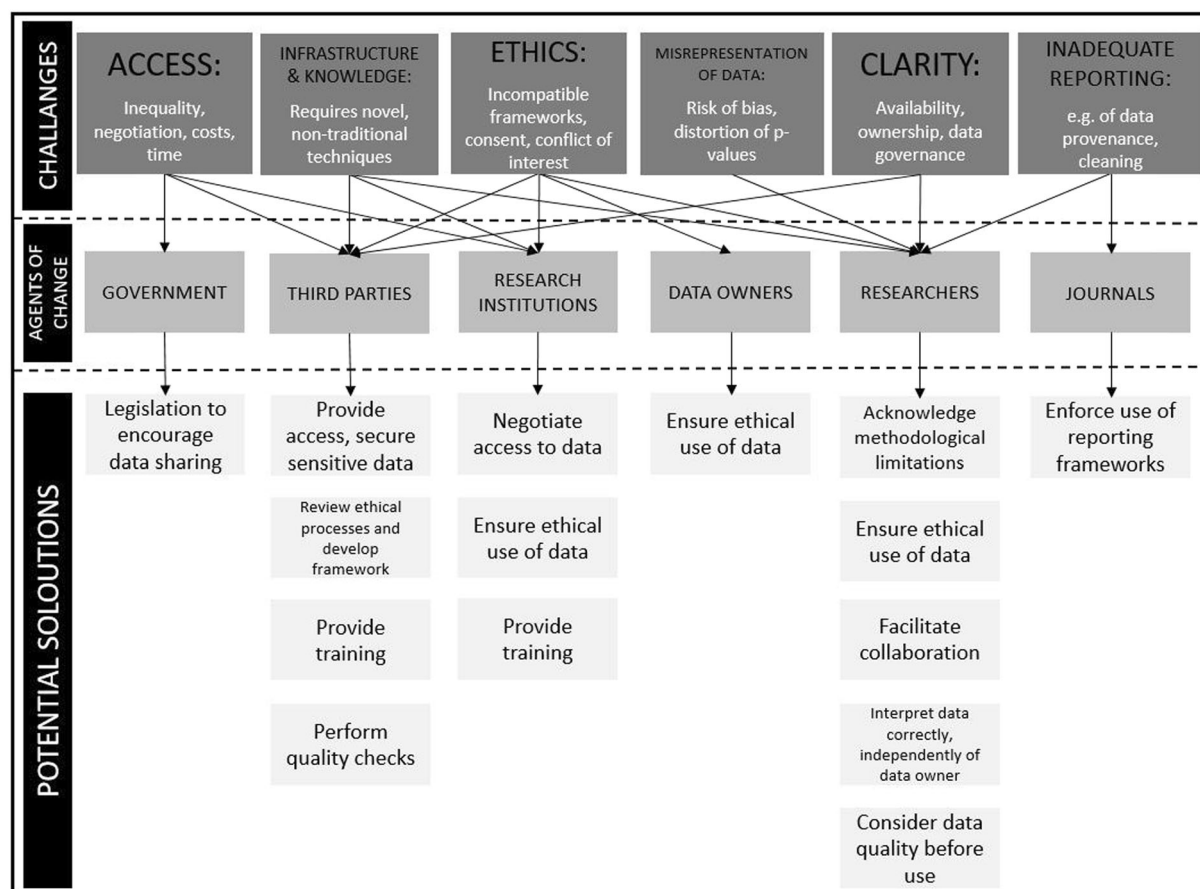 CHALLANGES
ACCESS:
Inequality,
negotiation, costs,
time
INFRASTRUCTURE
& KNOWLEDGE:
Requires novel,
non-traditional
techniques
ETHICS:
Incompatible
frameworks,
consent, conflict of
interest
MISREPRESENTATION
OF DATA:
Risk of bias,
distortion of p-
values
CLARITY:
Availability,
ownership, data
governance
INADEQUATE
REPORTING:
e.g. of data
provenance,
cleaning
AGENTS OF
CHANGE
GOVERNMENT
THIRD PARTIES
RESEARCH
INSTITUTIONS
DATA OWNERS
RESEARCHERS
JOURNALS
POTENTIAL SOLOUTIONS
Legislation to
encourage
data sharing
Provide
access, secure
sensitive data
Review ethical
processes and
develop
framework
Provide
training
Perform
quality checks
Negotiate
access to data
Ensure ethical
use of data
Provide
training
Ensure ethical
use of data
Acknowledge
methodological
limitations
Ensure ethical
use of data
Facilitate
collaboration
Interpret data
correctly,
independently of
data owner
Consider data
quality before
use
Enforce use of
reporting
frameworks